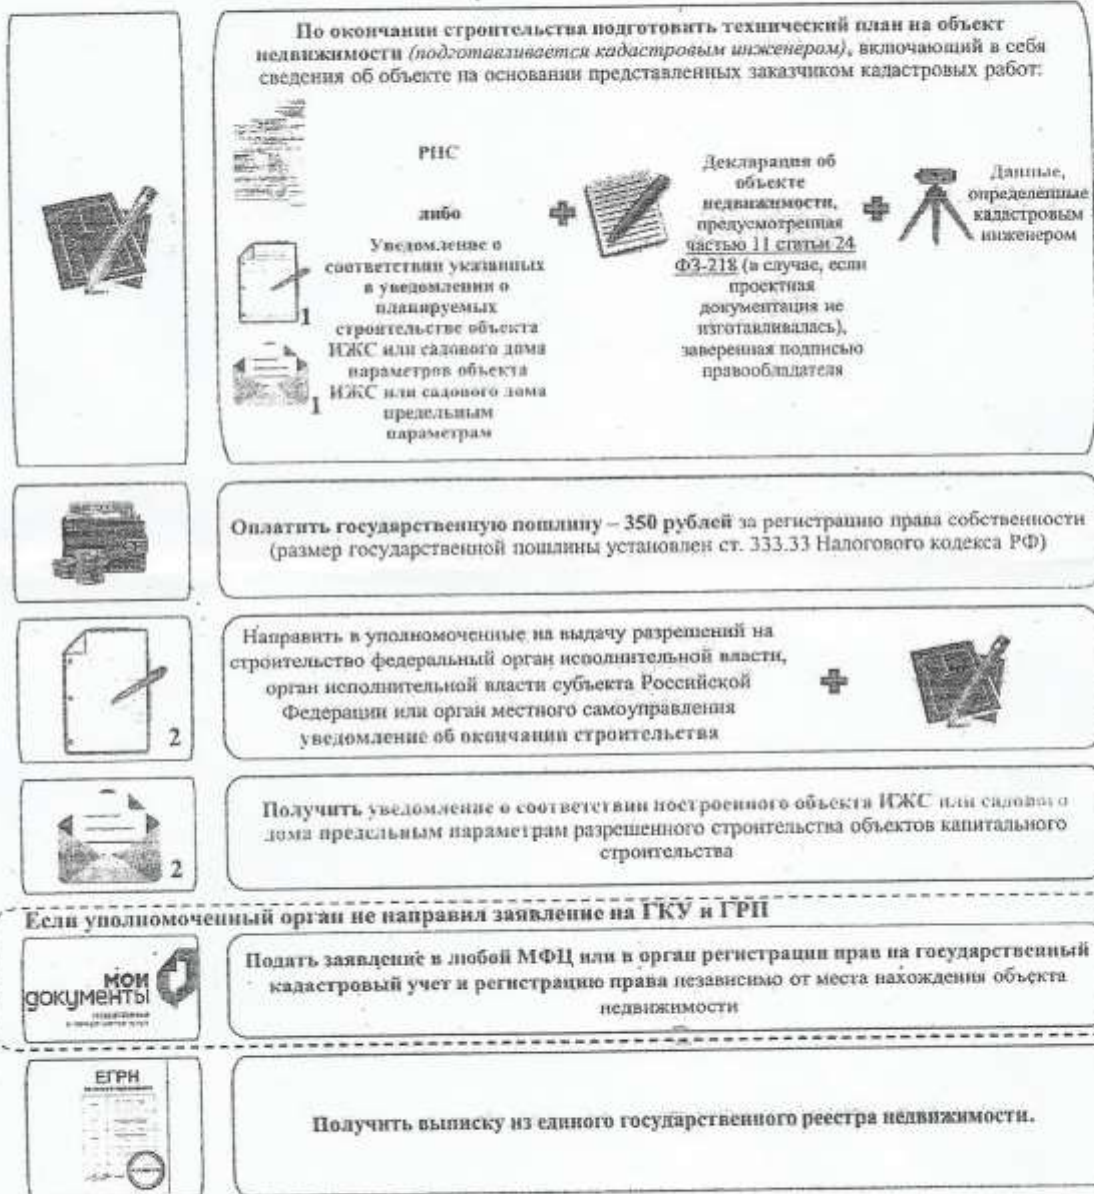 По окончании строительства подготовить технический план на объект
недвижимости (подготавливается кадастровым инженером), включающий в себя
сведения об объекте на основании представленных заказчиком кадастровых работ:
РНС
либо
Уведомление о
соответствии указанных
в уведомлении о
планируемых
строительстве объекта
ИЖС или садового дома
параметров объекта
ИЖС или садового дома
предельным
параметрам
1
1
Декларация об
объекте
недвижимости,
предусмотренная
частью 11 статьи 24
ФЗ-218 (в случае, если
проектная
документация не
изготавливалась),
заверенная подписью
правообладателя
Данные,
определенные
кадастровым
инженером
Оплатить государственную пошлину – 350 рублей за регистрацию права собственности
(размер государственной пошлины установлен ст. 333.33 Налогового кодекса РФ)
2
Направить в уполномоченные на выдачу разрешений на
строительство федеральный орган исполнительной власти,
орган исполнительной власти субъекта Российской
Федерации или орган местного самоуправления
уведомление об окончании строительства
2
Получить уведомление о соответствии построенного объекта ИЖС или садового
дома предельным параметрам разрешенного строительства объектов капитального
строительства
Если уполномоченный орган не направил заявление на ГКУ и ГРП
мои
документы
Подать заявление в любой МФЦ или в орган регистрации прав на государственный
кадастровый учет и регистрацию права независимо от места нахождения объекта
недвижимости
ЕГРН
Получить выписку из единого государственного реестра недвижимости.